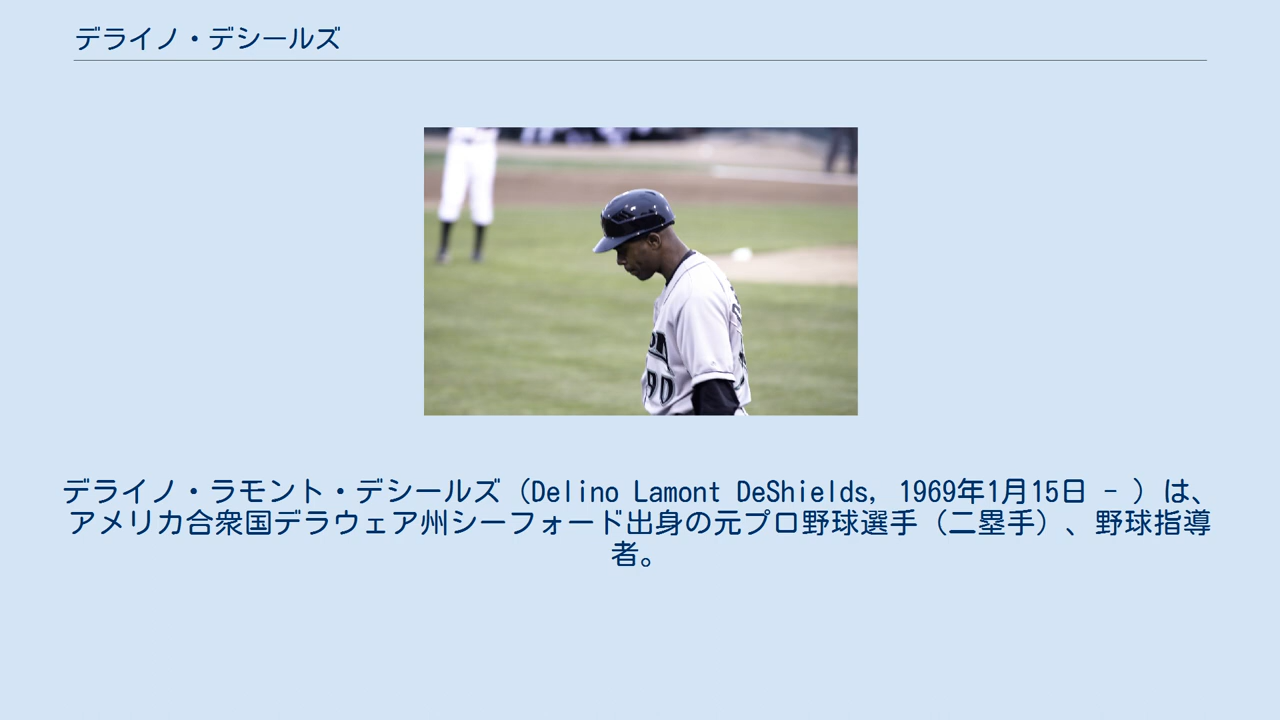 デライノ・デシールズ
90
デライノ・ラモント・デシールズ（Delino Lamont DeShields, 1969年1月15日 - ）は、
アメリカ合衆国デラウェア州シーフォード出身の元プロ野球選手（二塁手）、野球指導
者。